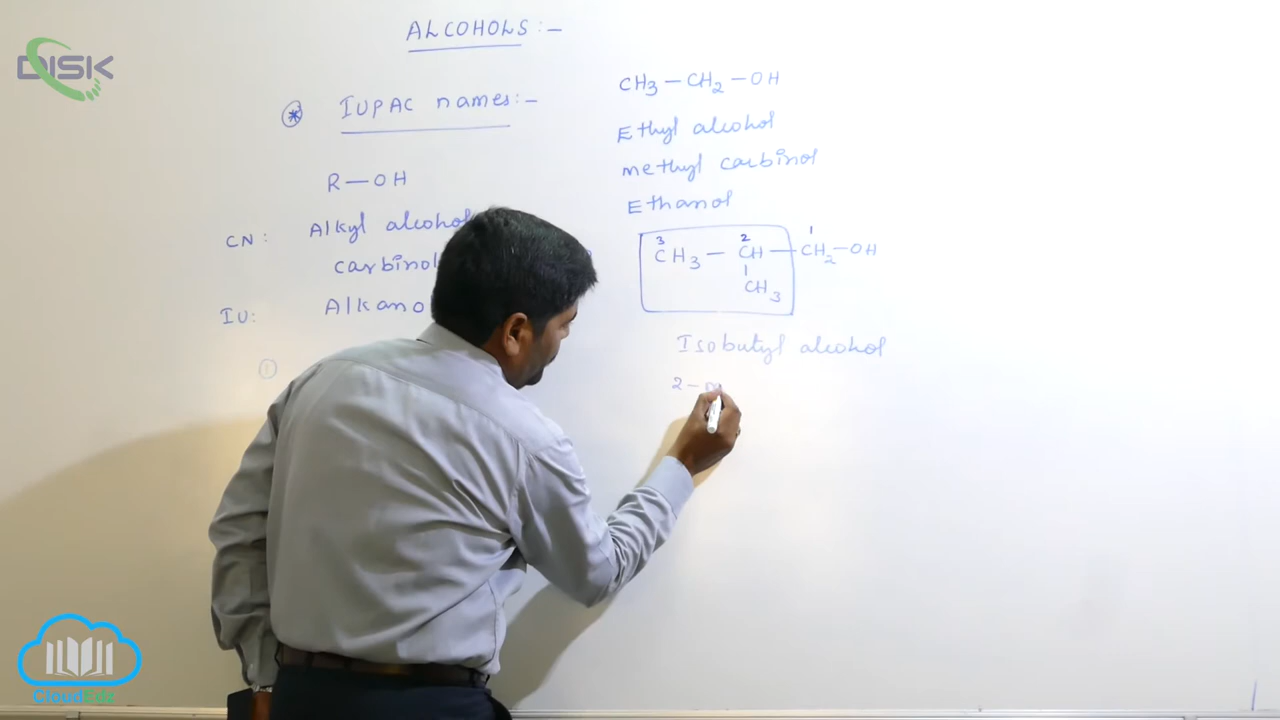 DISK
ALCOHOLS:-
* IUPAC names:-
R-OH
CN: Alkyl alcohol
carbinol
IU: Alkano
①
CH3-CH2-OH
Ethyl alcohol
methyl carbinol
Ethanol
3 2 1
CH3-CH-CH2-OH
CH3
Isobutyl alcohol
2-m
CloudEdz